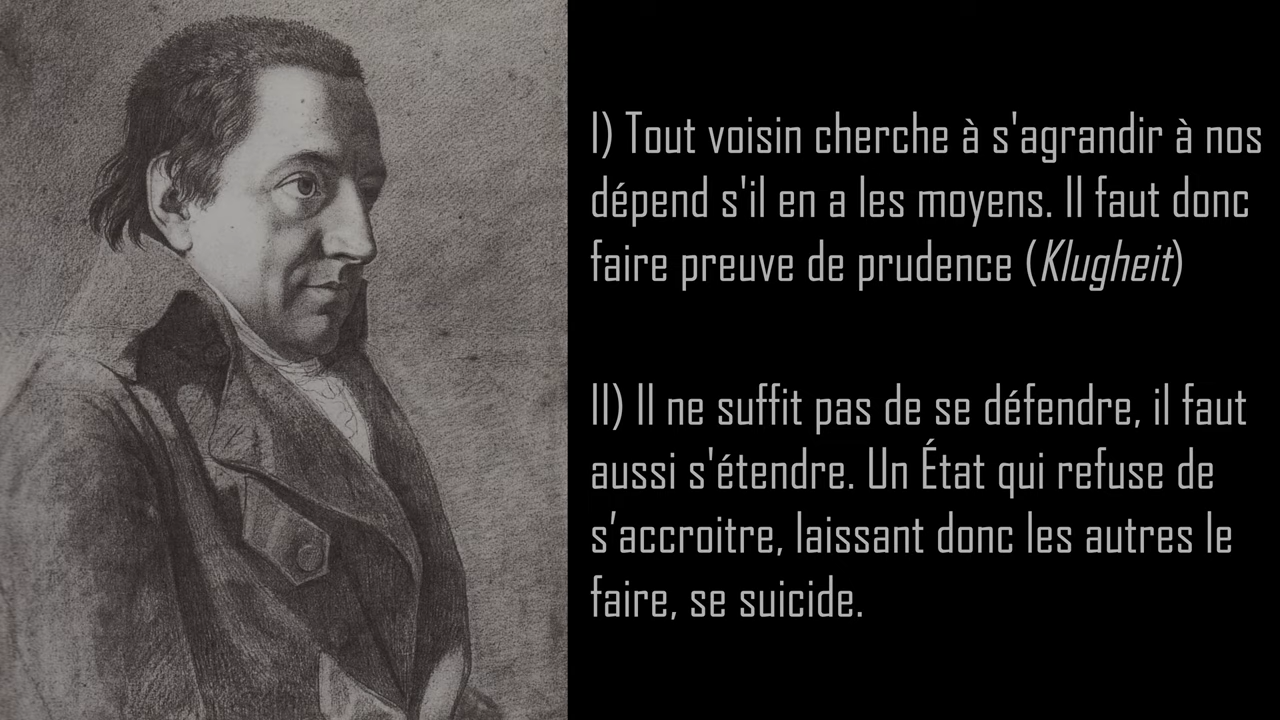 I) Tout voisin cherche à s'agrandir à nos
dépend s'il en a les moyens. Il faut donc
faire preuve de prudence (Klugheit)
II) Il ne suffit pas de se défendre, il faut
aussi s'étendre. Un État qui refuse de
s’accroitre, laissant donc les autres le
faire, se suicide.